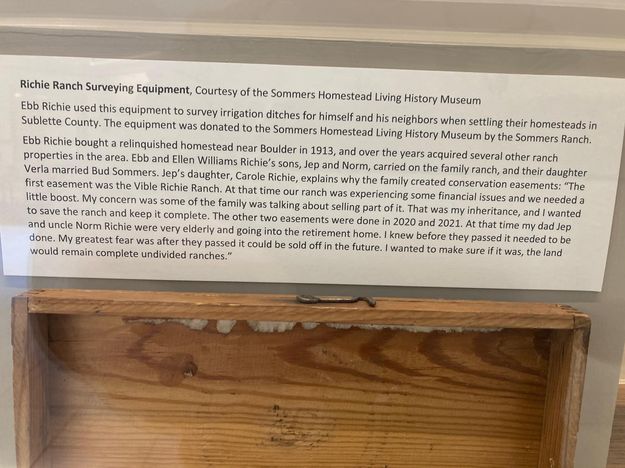 Richie Ranch Surveying Equipment, Courtesy of the Sommers Homestead Living History Museum
Ebb Richie used this equipment to survey irrigation ditches for himself and his neighbors when settling their homesteads in
Sublette County. The equipment was donated to the Sommers Homestead Living History Museum by the Sommers Ranch.
Ebb Richie bought a relinquished homestead near Boulder in 1913, and over the years acquired several other ranch
properties in the area. Ebb and Ellen Williams Richie's sons, Jep and Norm, carried on the family ranch, and their daughter
Verla married Bud Sommers. Jep's daughter, Carole Richie, explains why the family created conservation easements: "The
first easement was the Vible Richie Ranch. At that time our ranch was experiencing some financial issues and we needed a
little boost. My concern was some of the family was talking about selling part of it. That was my inheritance, and I wanted
to save the ranch and keep it complete. The other two easements were done in 2020 and 2021. At that time my dad Jep
and uncle Norm Richie were very elderly and going into the retirement home. I knew before they passed it needed to be
done. My greatest fear was after they passed it could be sold off in the future. I wanted to make sure if it was, the land
would remain complete undivided ranches."